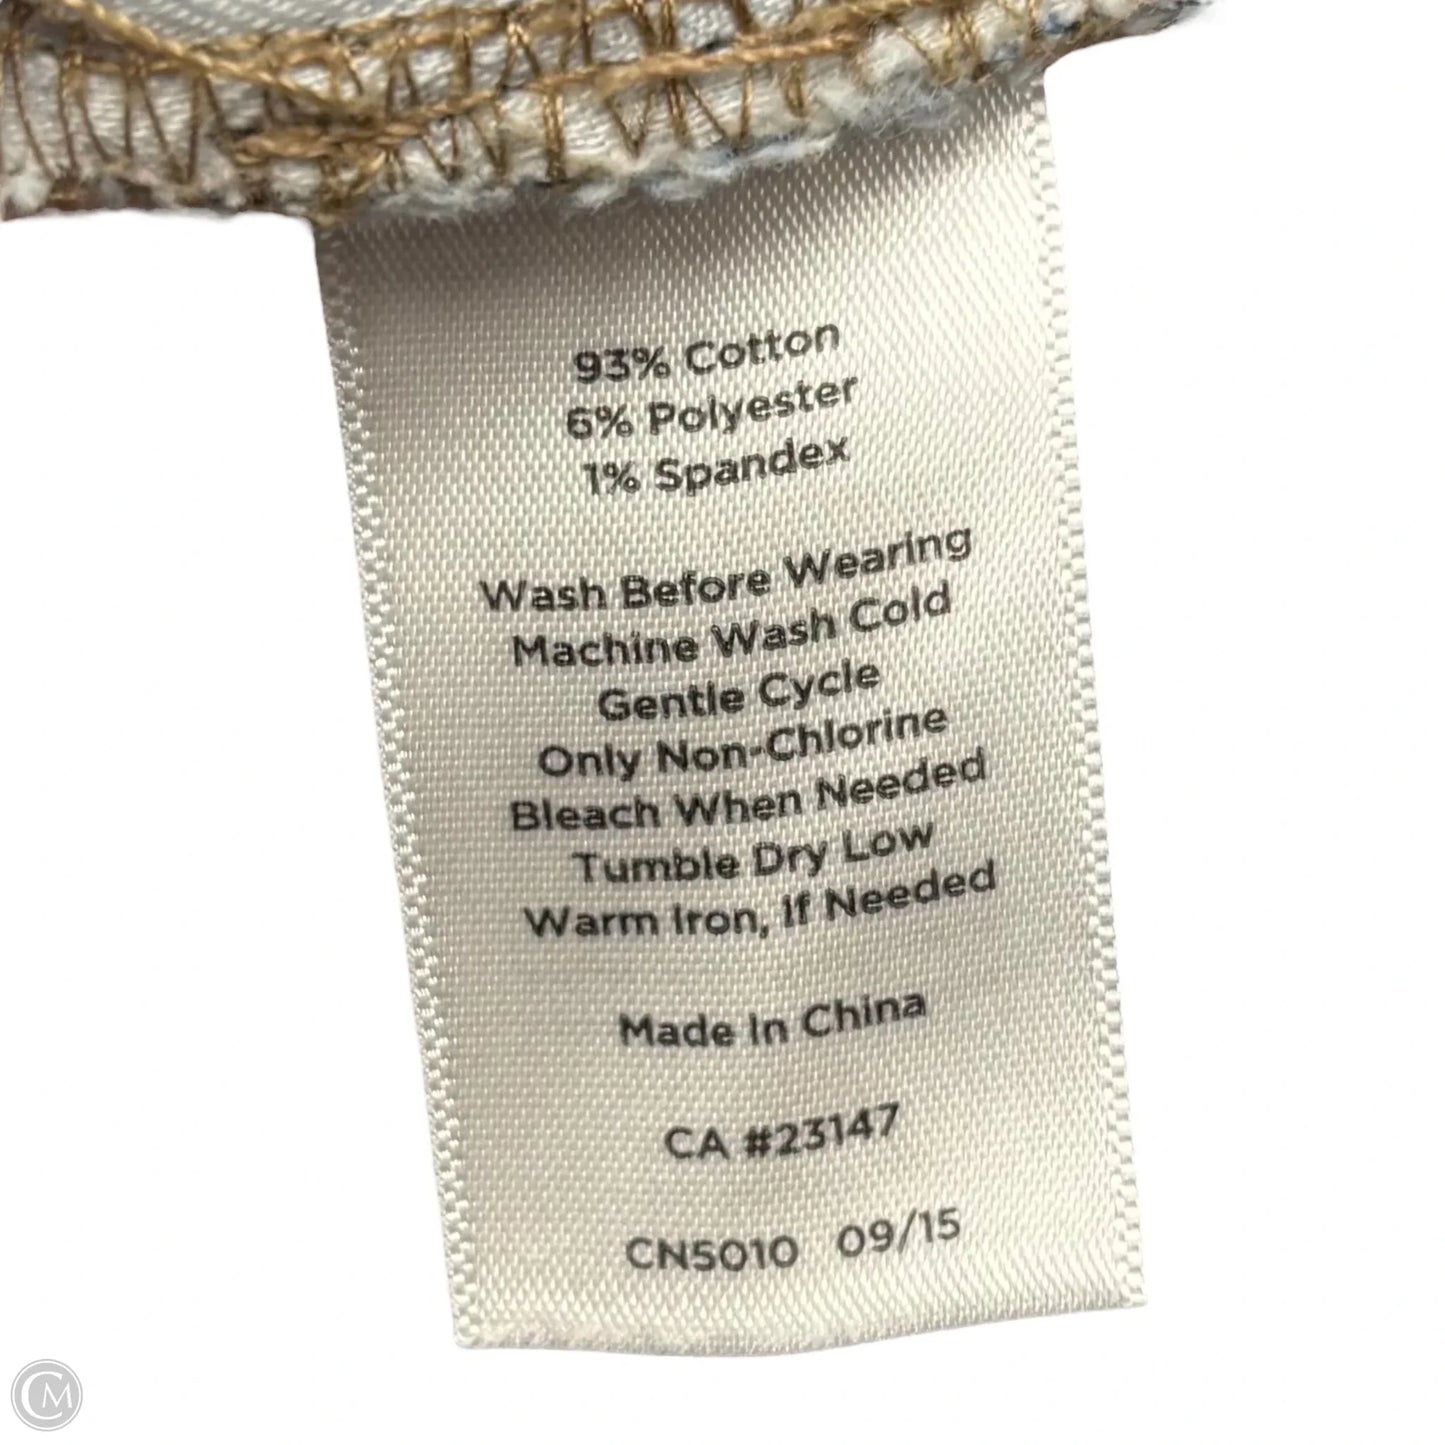 93% Cotton
6% Polyester
1% Spandex
Wash Before Wearing
Machine Wash Cold
Gentle Cycle
Only Non-Chlorine
Bleach When Needed
Tumble Dry Low
Warm Iron, If Needed
Made In China
CA #23147
CN5010 09/15
CM